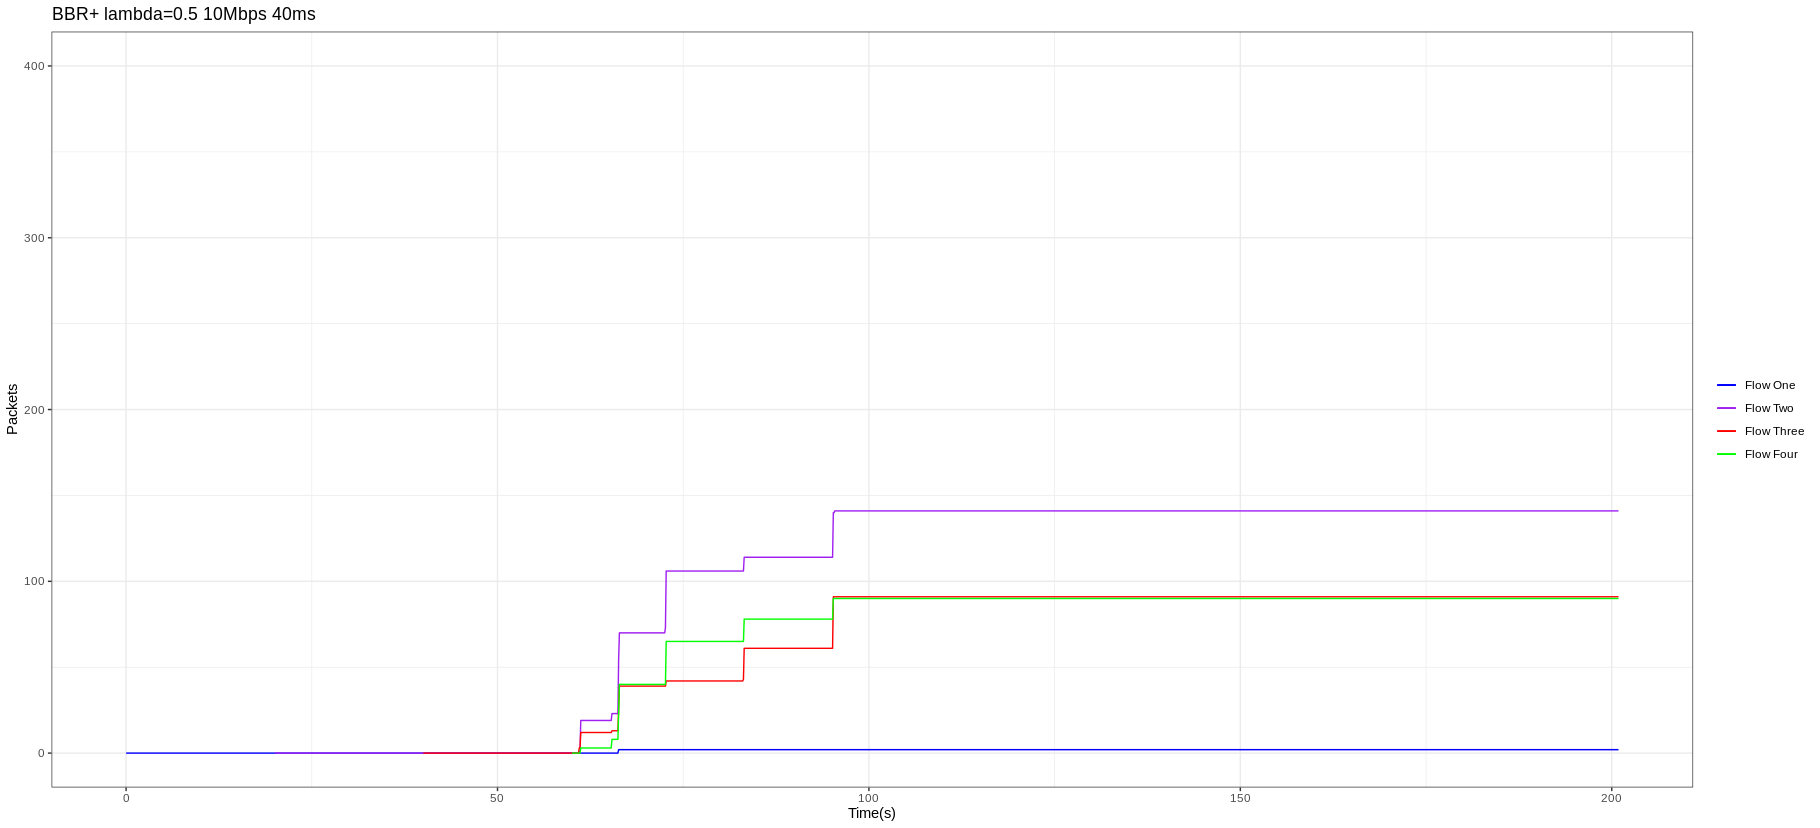 BBR+ lambda=0.5 10Mbps 40ms
400
300
200
100
0
Packets
0 50 100 150 200
Time(s)
Flow One
Flow Two
Flow Three
Flow Four